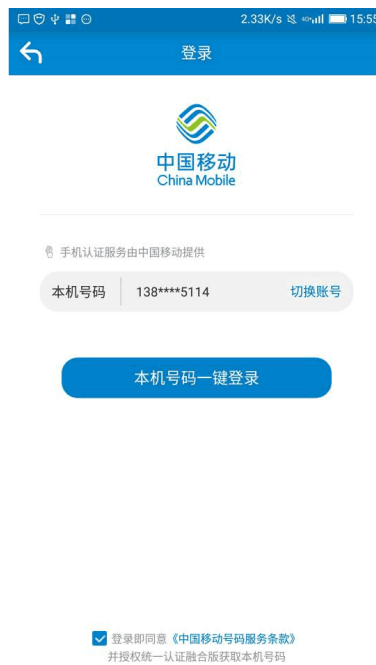 2.33K/s 15:55
登录
中国移动
China Mobile
手机认证服务由中国移动提供
本机号码 138****5114 切换账号
本机号码一键登录
登录即同意《中国移动号码服务条款》
并授权统一认证融合版获取本机号码